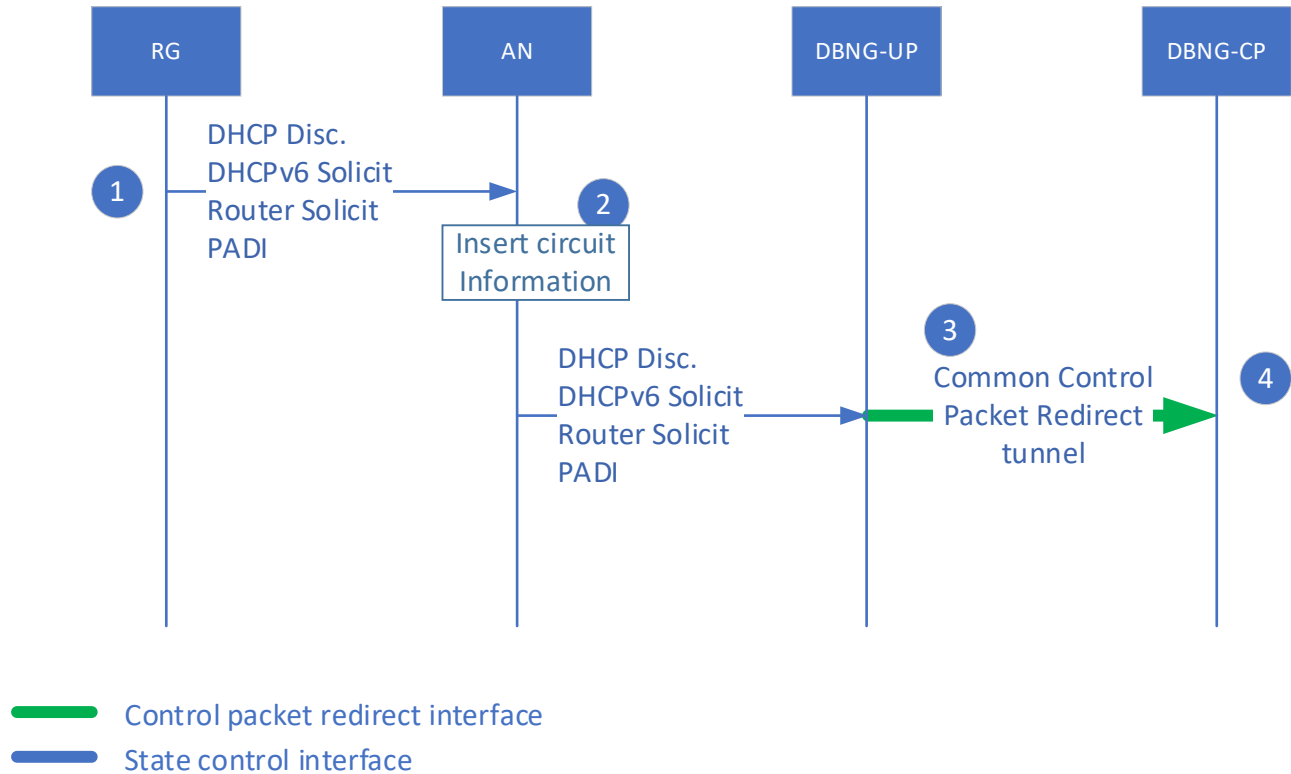 RG
AN
DBNG-UP
DBNG-CP
1
DHCP Disc.
DHCPv6 Solicit
Router Solicit
PADI
2
Insert circuit
Information
DHCP Disc.
DHCPv6 Solicit
Router Solicit
PADI
3
Common Control
Packet Redirect
tunnel
4
Control packet redirect interface
State control interface